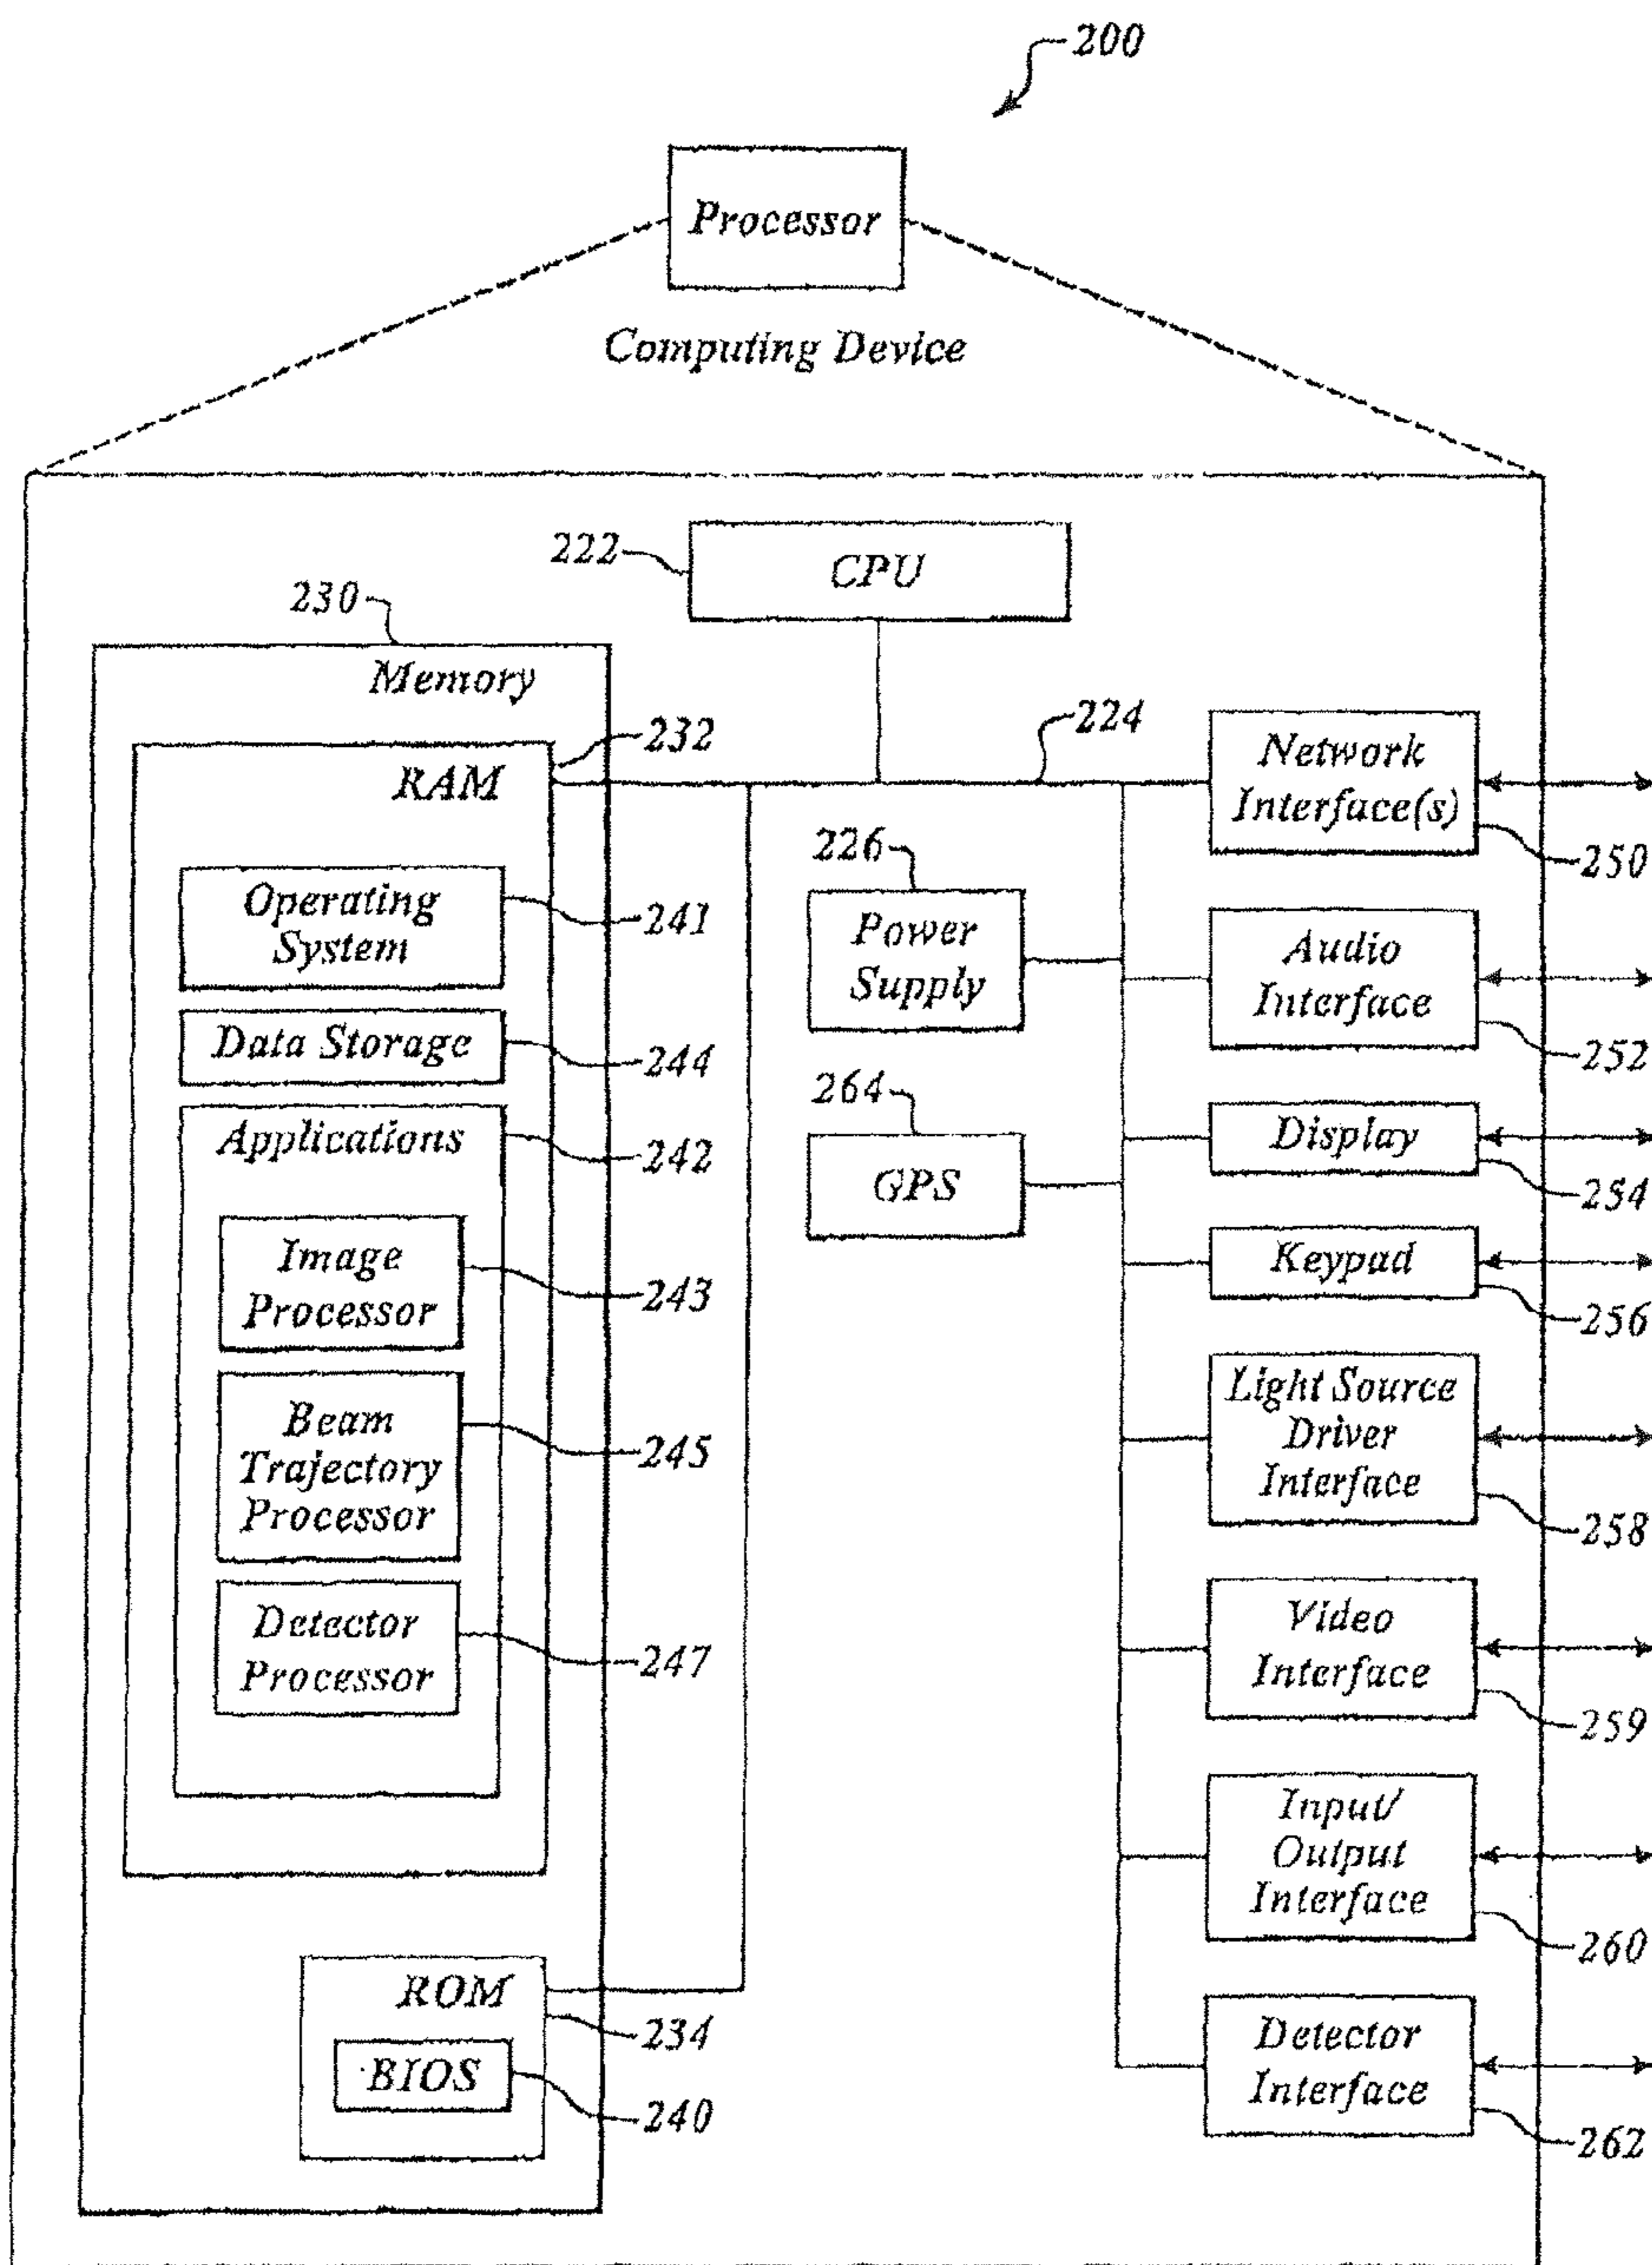 200
Processor
Computing Device
222
CPU
230
Memory
232
RAM
224
Network
Interface(s)
250
Operating
System
241
226
Power
Supply
Audio
Interface
252
Data Storage
244
264
GPS
Display
254
Applications
242
Keypad
256
Image
Processor
243
Light Source
Driver
Interface
258
Beam
Trajectory
Processor
245
Video
Interface
259
Detector
Processor
247
Input/
Output
Interface
260
ROM
234
BIOS
240
Detector
Interface
262